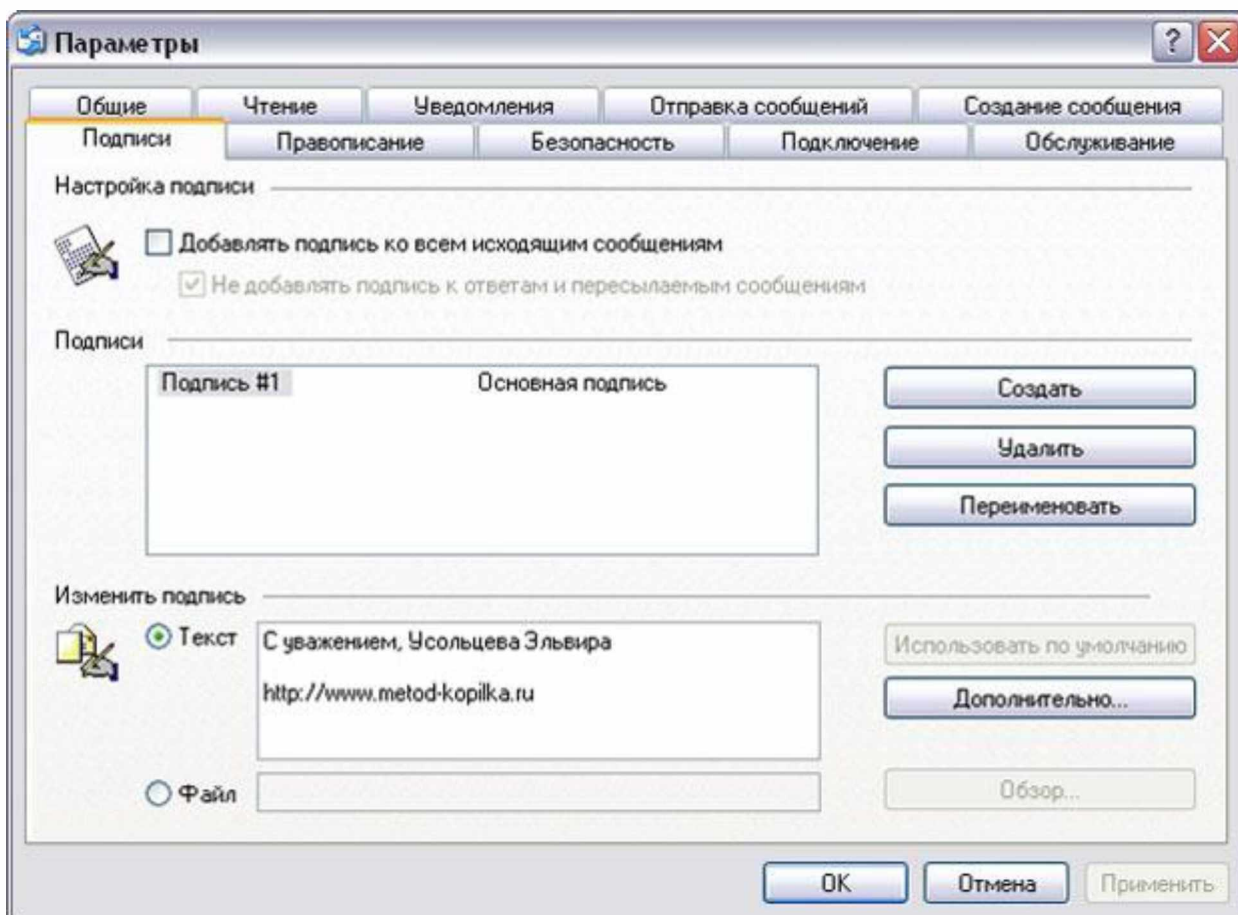 Параметры
Общие Чтение Уведомления Отправка сообщений Создание сообщения
Подписи Правописание Безопасность Подключение Обслуживание
Настройка подписи
Добавлять подпись ко всем исходящим сообщениям
Не добавлять подпись к ответам и пересылаемым сообщениям
Подписи
Подпись #1 Основная подпись
Создать
Удалить
Переименовать
Изменить подпись
Текст
С уважением, Усольцева Эльвира
http://www.metod-kopilka.ru
Использовать по умолчанию
Дополнительно...
Файл
Обзор...
OK Отмена Применить